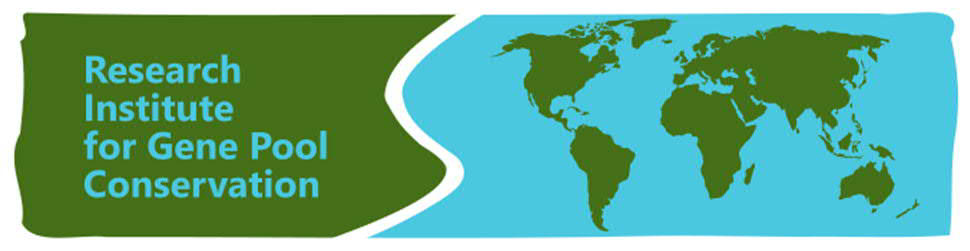 Research
Institute
for Gene Pool
Conservation